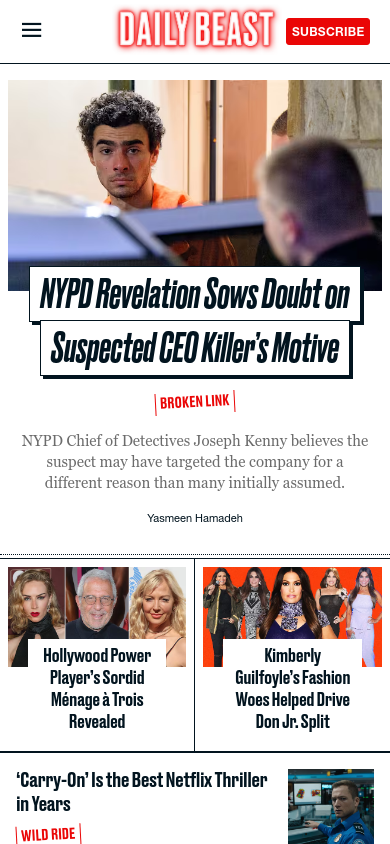 DAILY BEAST
SUBSCRIBE
NYPD Revelation Sows Doubt on
Suspected CEO Killer's Motive
BROKEN LINK
NYPD Chief of Detectives Joseph Kenny believes the
suspect may have targeted the company for a
different reason than many initially assumed.
Yasmeen Hamadeh
Hollywood Power
Player's Sordid
Ménage à Trois
Revealed
Kimberly
Guilfoyle's Fashion
Woes Helped Drive
Don Jr. Split
‘Carry-On’ Is the Best Netflix Thriller
in Years
WILD RIDE